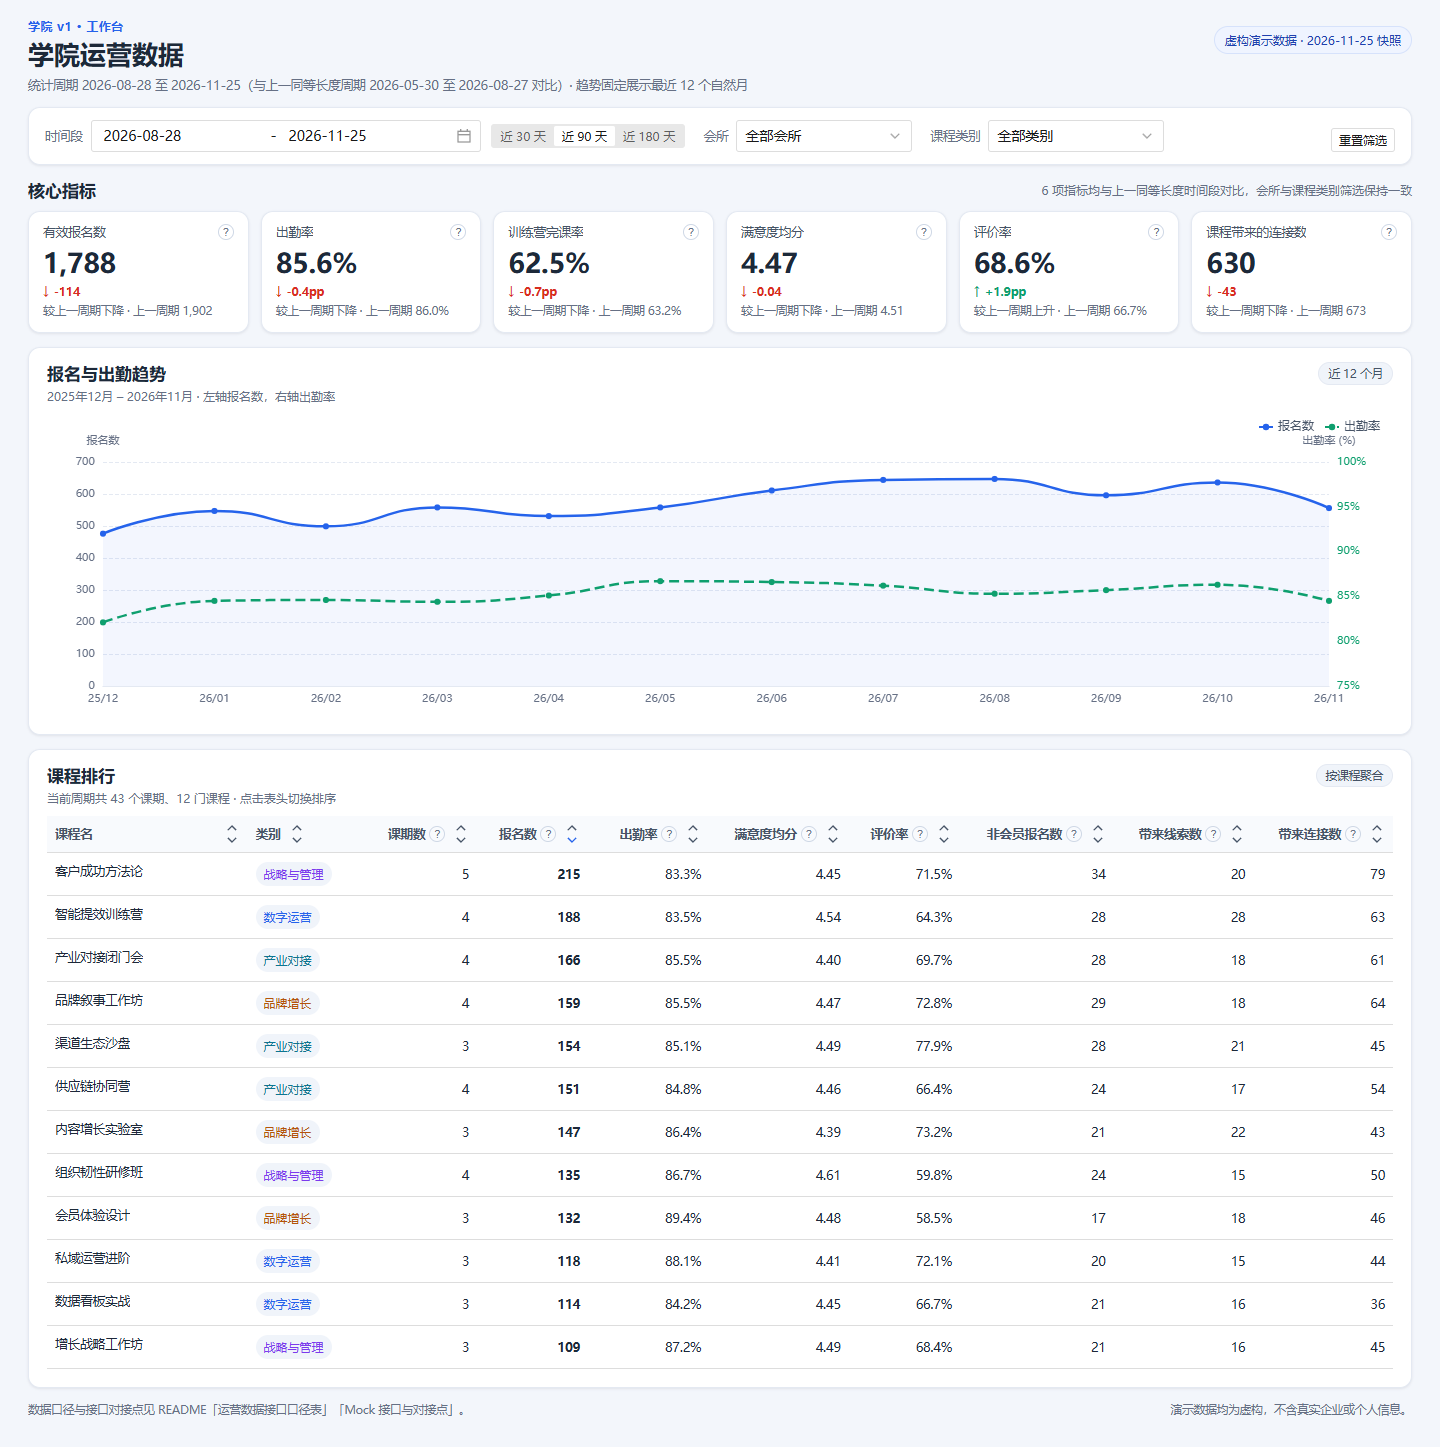 学院 v1 · 工作台
学院运营数据
虚构演示数据 · 2026-11-25 快照
统计周期 2026-08-28 至 2026-11-25（与上一同等长度周期 2026-05-30 至 2026-08-27 对比）· 趋势固定展示最近 12 个自然月
时间段 2026-08-28 - 2026-11-25 近 30 天 近 90 天 近 180 天 会所 全部会所 课程类别 全部类别 重置筛选
核心指标 6 项指标均与上一同等长度时间段对比，会所与课程类别筛选保持一致
有效报名数 ?
1,788
↓ -114
较上一周期下降 · 上一周期 1,902
出勤率 ?
85.6%
↓ -0.4pp
较上一周期下降 · 上一周期 86.0%
训练营完课率 ?
62.5%
↓ -0.7pp
较上一周期下降 · 上一周期 63.2%
满意度均分 ?
4.47
↓ -0.04
较上一周期下降 · 上一周期 4.51
评价率 ?
68.6%
↑ +1.9pp
较上一周期上升 · 上一周期 66.7%
课程带来的连接数 ?
630
↓ -43
较上一周期下降 · 上一周期 673
报名与出勤趋势 近 12 个月
2025年12月 – 2026年11月 · 左轴报名数，右轴出勤率
报名数 出勤率
报名数 出勤率 (%)
700 100%
600
95%
500
90%
400
300
85%
200
80%
100
0 75%
25/12 26/01 26/02 26/03 26/04 26/05 26/06 26/07 26/08 26/09 26/10 26/11
课程排行 按课程聚合
当前周期共 43 个课期、12 门课程 · 点击表头切换排序
课程名 类别 课期数 ? 报名数 ? 出勤率 ? 满意度均分 ? 评价率 ? 非会员报名数 ? 带来线索数 ? 带来连接数 ?
客户成功方法论 战略与管理 5 215 83.3% 4.45 71.5% 34 20 79
智能提效训练营 数字运营 4 188 83.5% 4.54 64.3% 28 28 63
产业对接闭门会 产业对接 4 166 85.5% 4.40 69.7% 28 18 61
品牌叙事工作坊 品牌增长 4 159 85.5% 4.47 72.8% 29 18 64
渠道生态沙盘 产业对接 3 154 85.1% 4.49 77.9% 28 21 45
供应链协同营 产业对接 4 151 84.8% 4.46 66.4% 24 17 54
内容增长实验室 品牌增长 3 147 86.4% 4.39 73.2% 21 22 43
组织韧性研修班 战略与管理 4 135 86.7% 4.61 59.8% 24 15 50
会员体验设计 品牌增长 3 132 89.4% 4.48 58.5% 17 18 46
私域运营进阶 数字运营 3 118 88.1% 4.41 72.1% 20 15 44
数据看板实战 数字运营 3 114 84.2% 4.45 66.7% 21 16 36
增长战略工作坊 战略与管理 3 109 87.2% 4.49 68.4% 21 16 45
数据口径与接口对接点见 README「运营数据接口口径表」「Mock 接口与对接点」。
演示数据均为虚构，不含真实企业或个人信息。